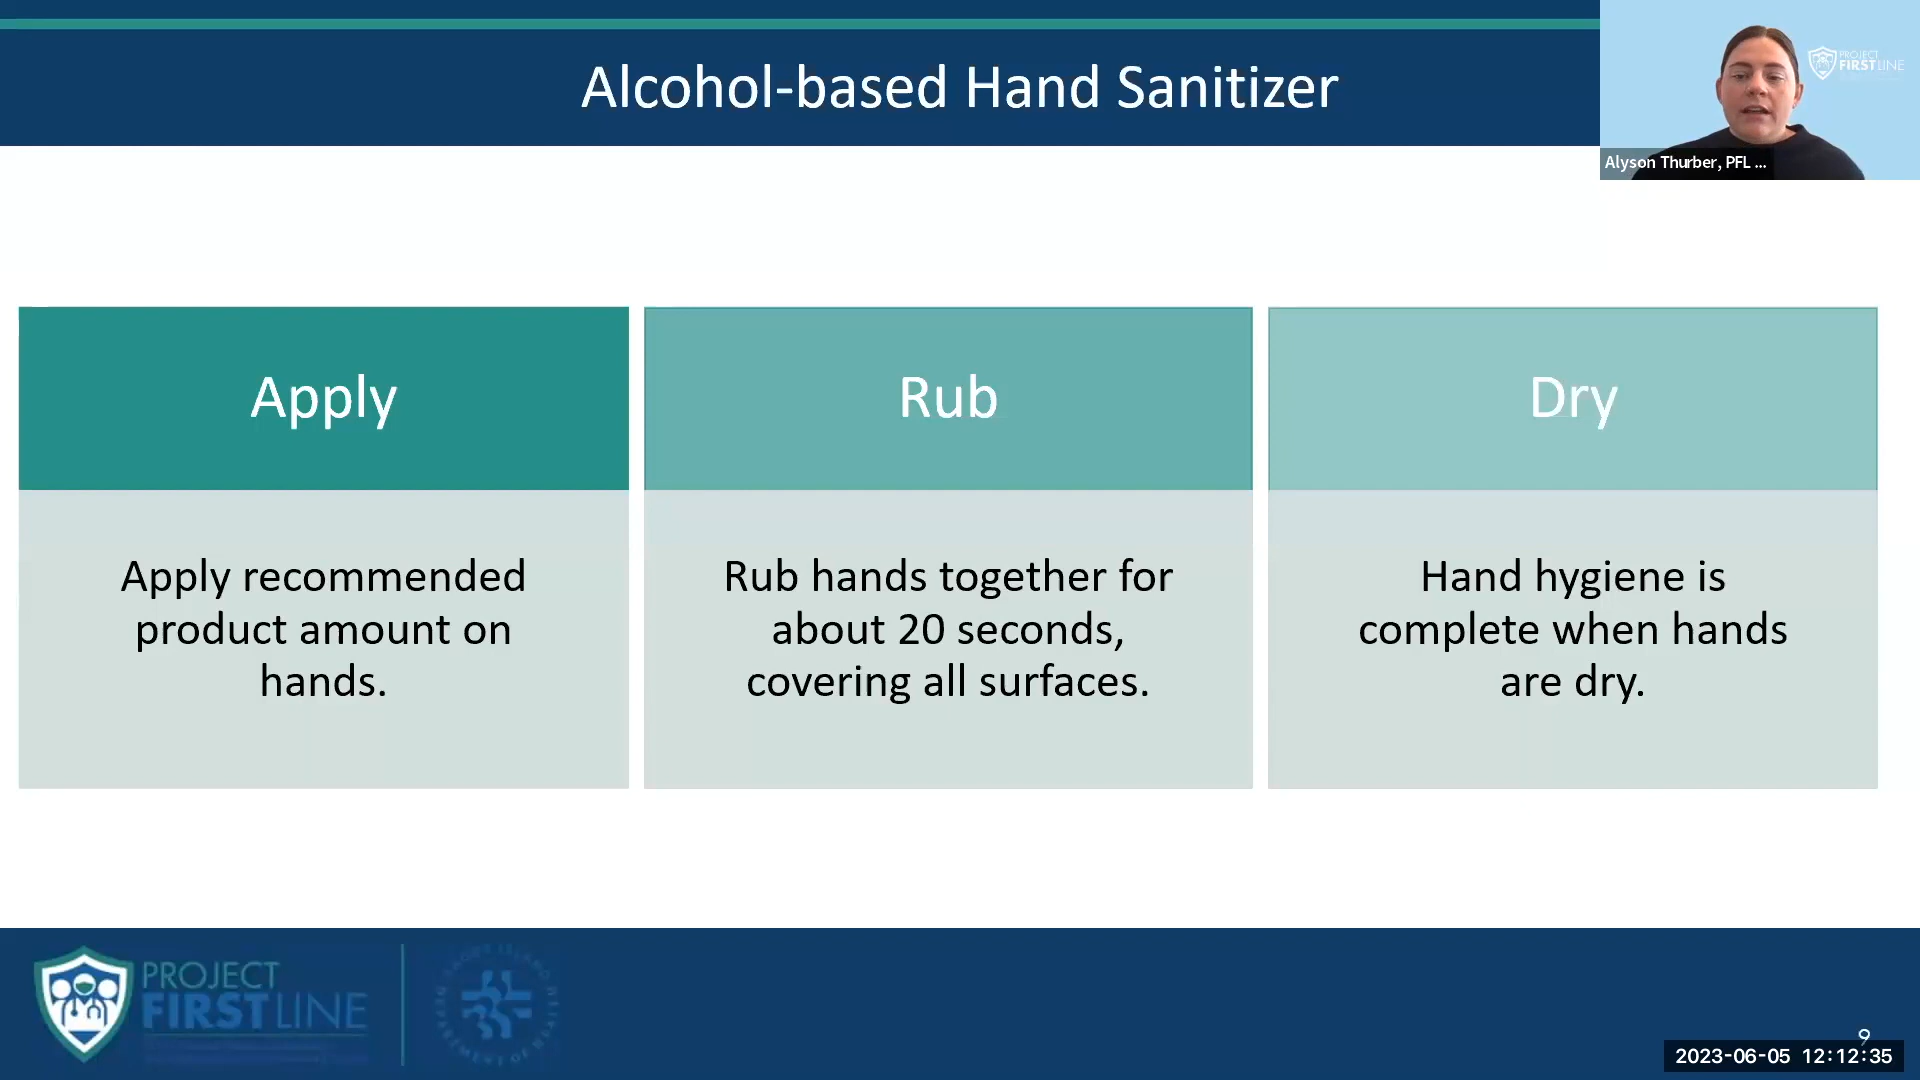 Alcohol-based Hand Sanitizer
PROJECT
FIRSTLINE
Alyson Thurber, PFL ...
Apply
Apply recommended
product amount on
hands.
Rub
Rub hands together for
about 20 seconds,
covering all surfaces.
Dry
Hand hygiene is
complete when hands
are dry.
PROJECT
FIRSTLINE
9
2023-06-05 12:12:35